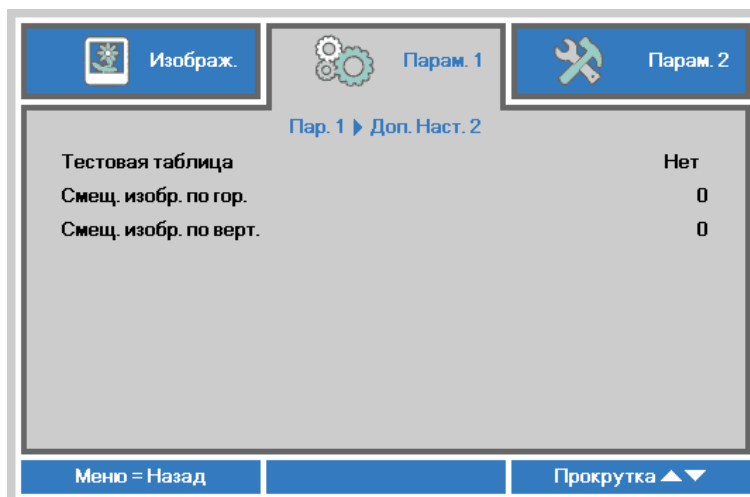 Изображ. Парам. 1 Парам. 2
Пар. 1 ▶ Доп. Наст. 2
Тестовая таблица Нет
Смещ. изобр. по гор. 0
Смещ. изобр. по верт. 0
Меню = Назад Прокрутка ▲▼